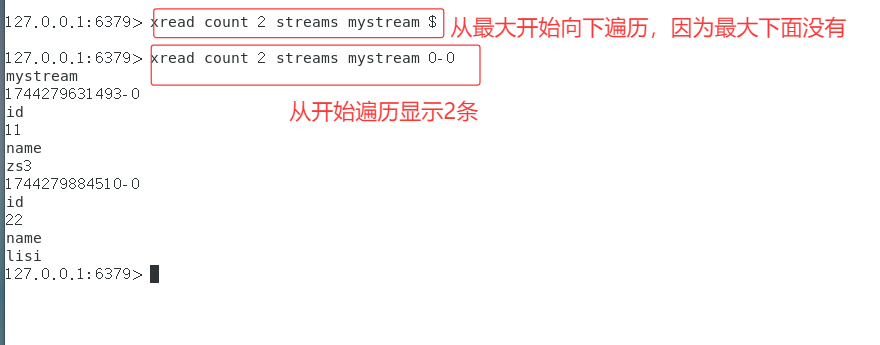 127.0.0.1:6379> xread count 2 streams mystream $
从最大开始向下遍历，因为最大下面没有
127.0.0.1:6379> xread count 2 streams mystream 0-0
mystream
1744279631493-0
从开始遍历显示2条
id
11
name
zs3
1744279884510-0
id
22
name
lisi
127.0.0.1:6379>